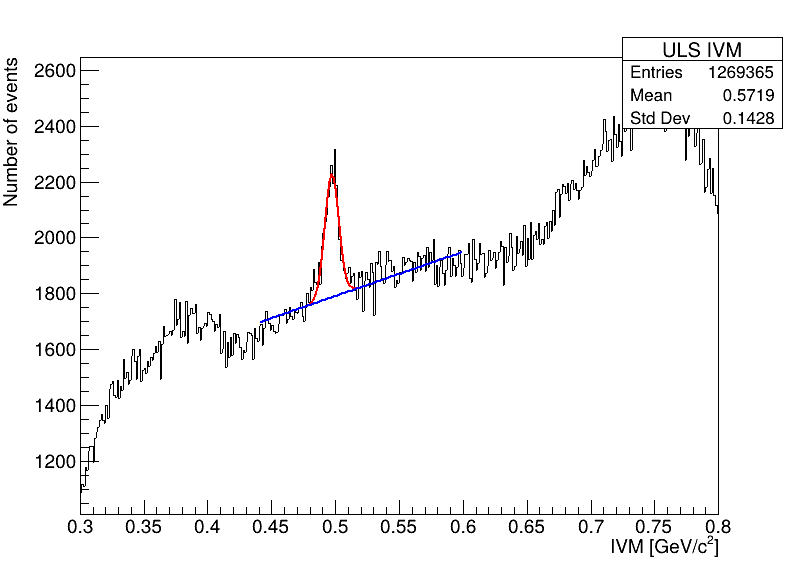 ULS IVM
Entries 1269365
Mean 0.5719
Std Dev 0.1428
Number of events
2600
2400
2200
2000
1800
1600
1400
1200
0.3 0.35 0.4 0.45 0.5 0.55 0.6 0.65 0.7 0.75 0.8
IVM [GeV/c²]